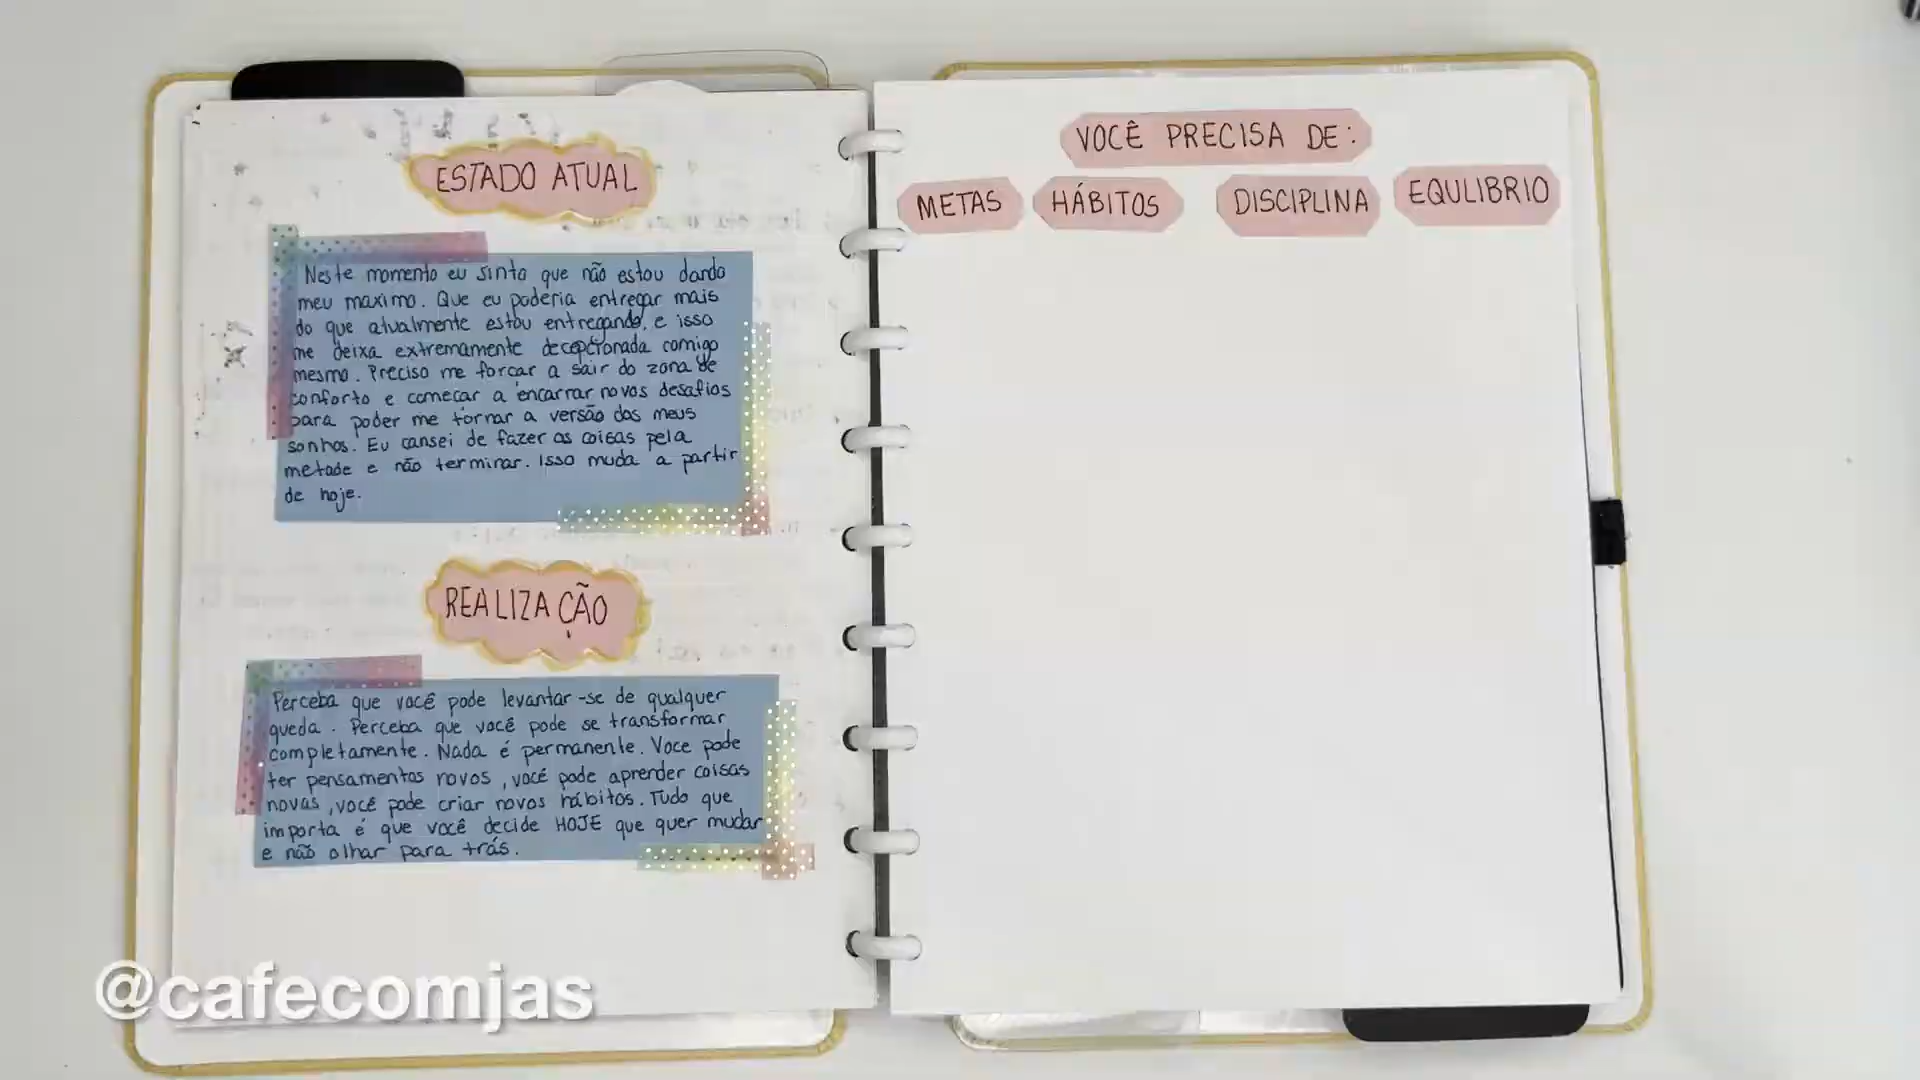 ESTADO ATUAL
Neste momento eu sinto que não estou dando
meu maximo. Que eu poderia entregar mais
do que atualmente estou entregando, e isso
me deixa extremamente decepcionada comigo
mesmo. Preciso me forçar a sair do zona de
conforto e começar a encarrar novos desafios
para poder me tornar a versão dos meus
sonhos. Eu cansei de fazer as coisas pela
metade e não terminar. Isso muda a partir
de hoje.
REALIZAÇÃO
Perceba que você pode levantar-se de qualquer
queda. Perceba que você pode se transformar
completamente. Nada é permanente. Voce pode
ter pensamentos novos, você pode aprender coisas
novas, você pode criar novos hábitos. Tudo que
importa é que você decide HOJE que quer mudar
e não olhar para trás.
VOCÊ PRECISA DE:
METAS HÁBITOS DISCIPLINA EQULIBRIO
@cafecomjas